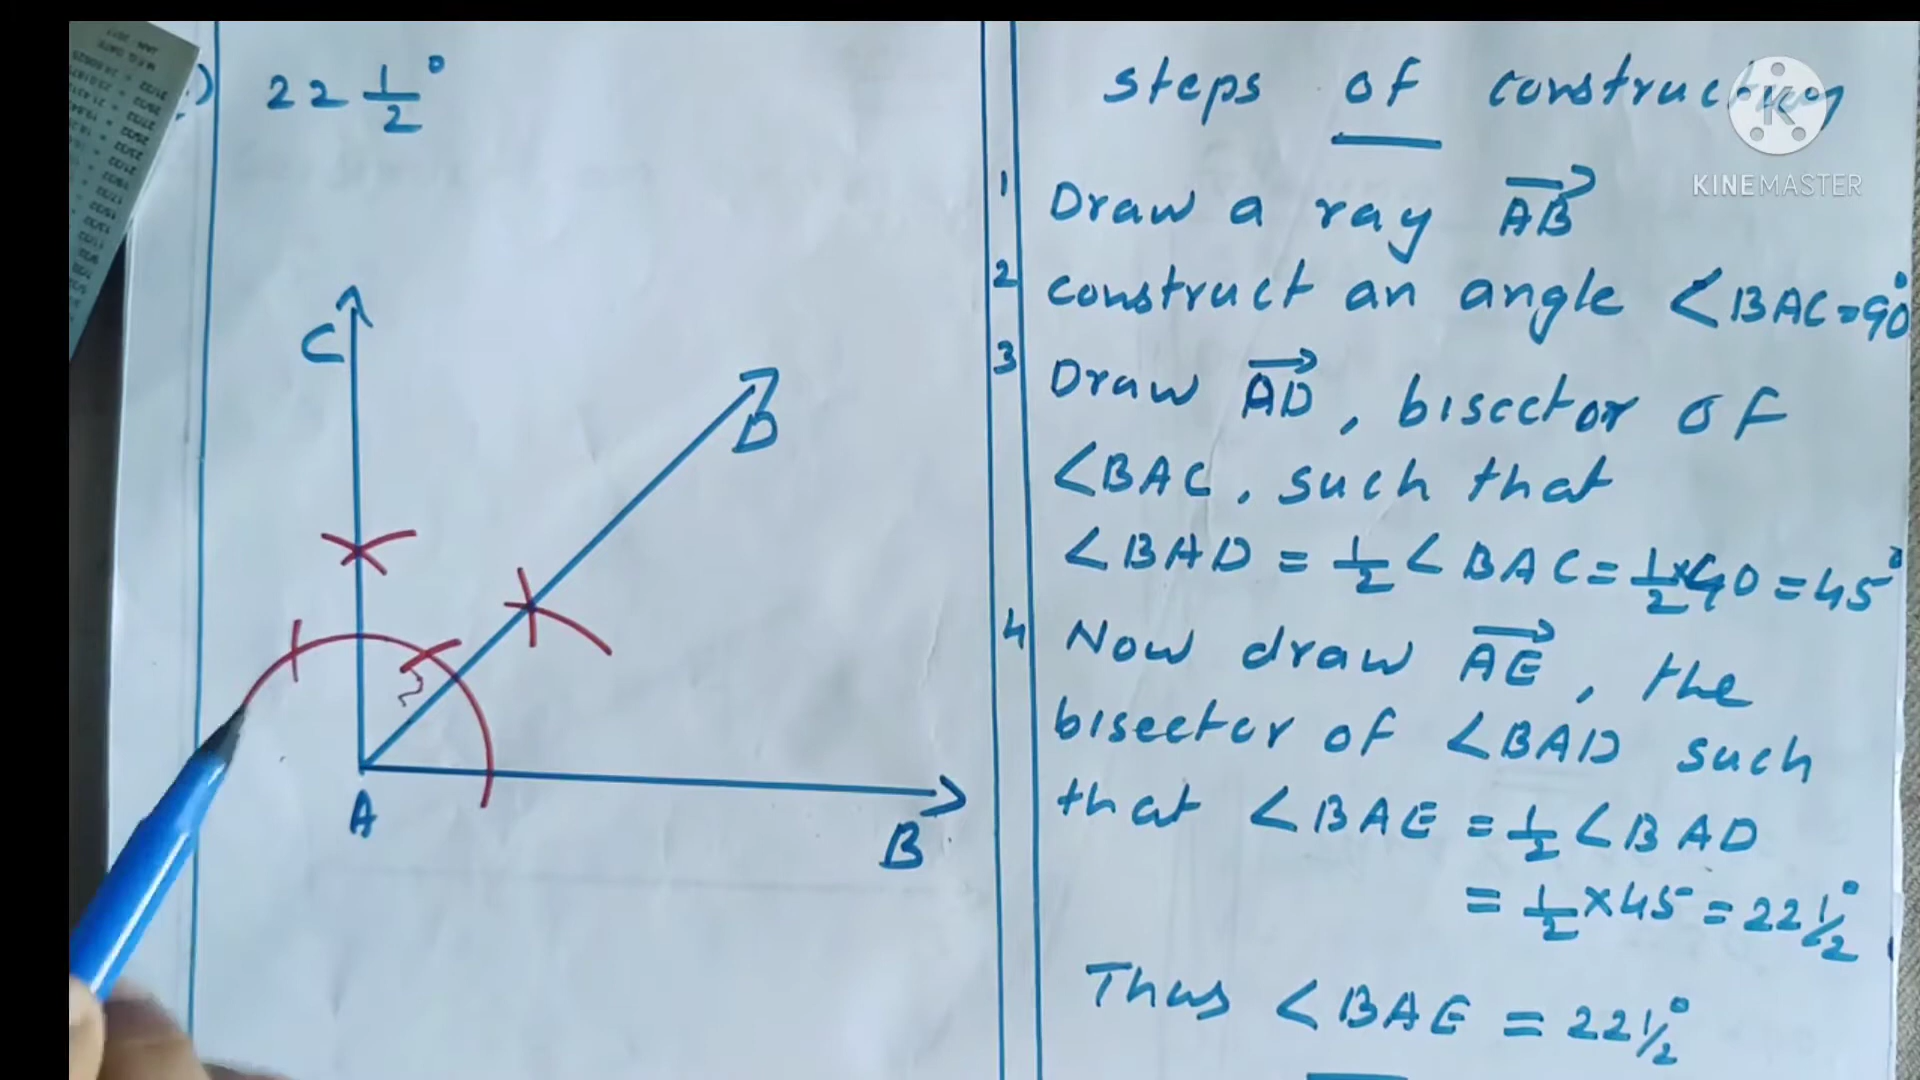 22 1/2°
C
D
A
B
steps of construction
KINEMASTER
1 Draw a ray AB
2 construct an angle ∠BAC=90°
3 Draw AD, bisector of
∠BAC, such that
∠BAD = 1/2 ∠BAC = 1/2 × 90 = 45°
4 Now draw AE, the
bisector of ∠BAD such
that ∠BAE = 1/2 ∠BAD
= 1/2 × 45 = 22 1/2°
Thus ∠BAE = 22 1/2°